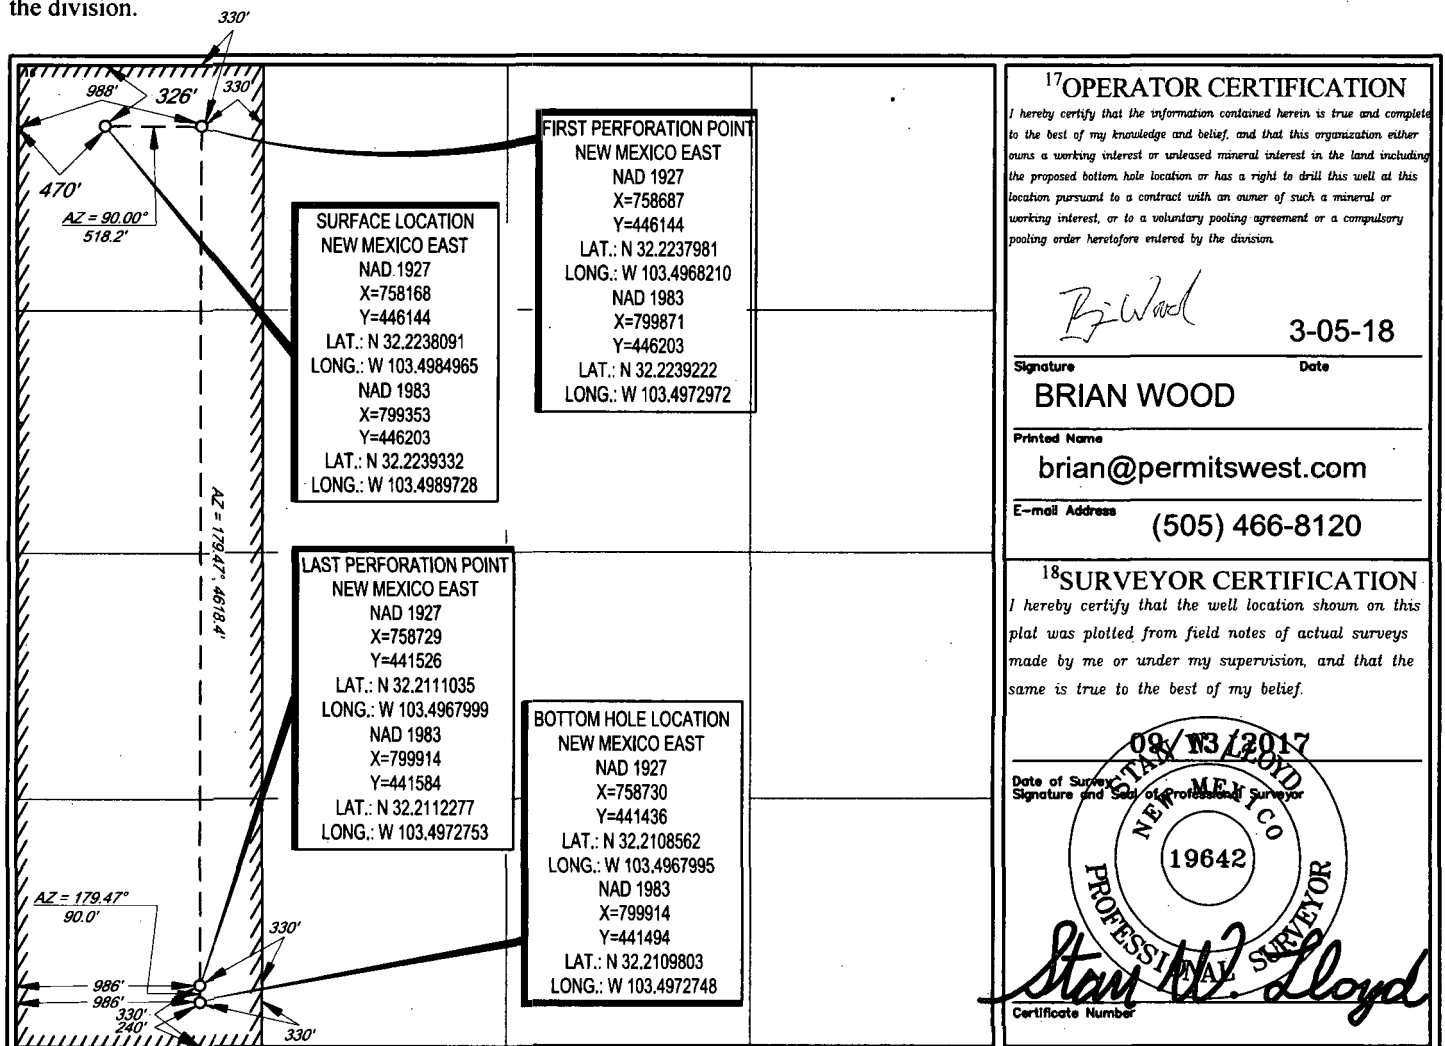 the division.
330'
988'
326'
330'
470'
AZ = 90.00°
518.2'
SURFACE LOCATION
NEW MEXICO EAST
NAD 1927
X=758168
Y=446144
LAT.: N 32.2238091
LONG.: W 103.4984965
NAD 1983
X=799353
Y=446203
LAT.: N 32.2239332
LONG.: W 103.4989728
FIRST PERFORATION POINT
NEW MEXICO EAST
NAD 1927
X=758687
Y=446144
LAT.: N 32.2237981
LONG.: W 103.4968210
NAD 1983
X=799871
Y=446203
LAT.: N 32.2239222
LONG.: W 103.4972972
AZ = 179.47°, 4618.4'
LAST PERFORATION POINT
NEW MEXICO EAST
NAD 1927
X=758729
Y=441526
LAT.: N 32.2111035
LONG.: W 103.4967999
NAD 1983
X=799914
Y=441584
LAT.: N 32.2112277
LONG.: W 103.4972753
BOTTOM HOLE LOCATION
NEW MEXICO EAST
NAD 1927
X=758730
Y=441436
LAT.: N 32.2108562
LONG.: W 103.4967995
NAD 1983
X=799914
Y=441494
LAT.: N 32.2109803
LONG.: W 103.4972748
AZ = 179.47°
90.0'
330'
986'
986'
330'
240'
330'
17OPERATOR CERTIFICATION
I hereby certify that the information contained herein is true and complete
to the best of my knowledge and belief, and that this organization either
owns a working interest or unleased mineral interest in the land including
the proposed bottom hole location or has a right to drill this well at this
location pursuant to a contract with an owner of such a mineral or
working interest, or to a voluntary pooling agreement or a compulsory
pooling order heretofore entered by the division.
3-05-18
Signature Date
BRIAN WOOD
Printed Name
brian@permitswest.com
E-mail Address
(505) 466-8120
18SURVEYOR CERTIFICATION
I hereby certify that the well location shown on this
plat was plotted from field notes of actual surveys
made by me or under my supervision, and that the
same is true to the best of my belief.
09/13/2017
Date of Survey
Signature and Seal of Professional Surveyor
STAN W. LLOYD
NEW MEXICO
19642
PROFESSIONAL SURVEYOR
Stan W. Lloyd
Certificate Number